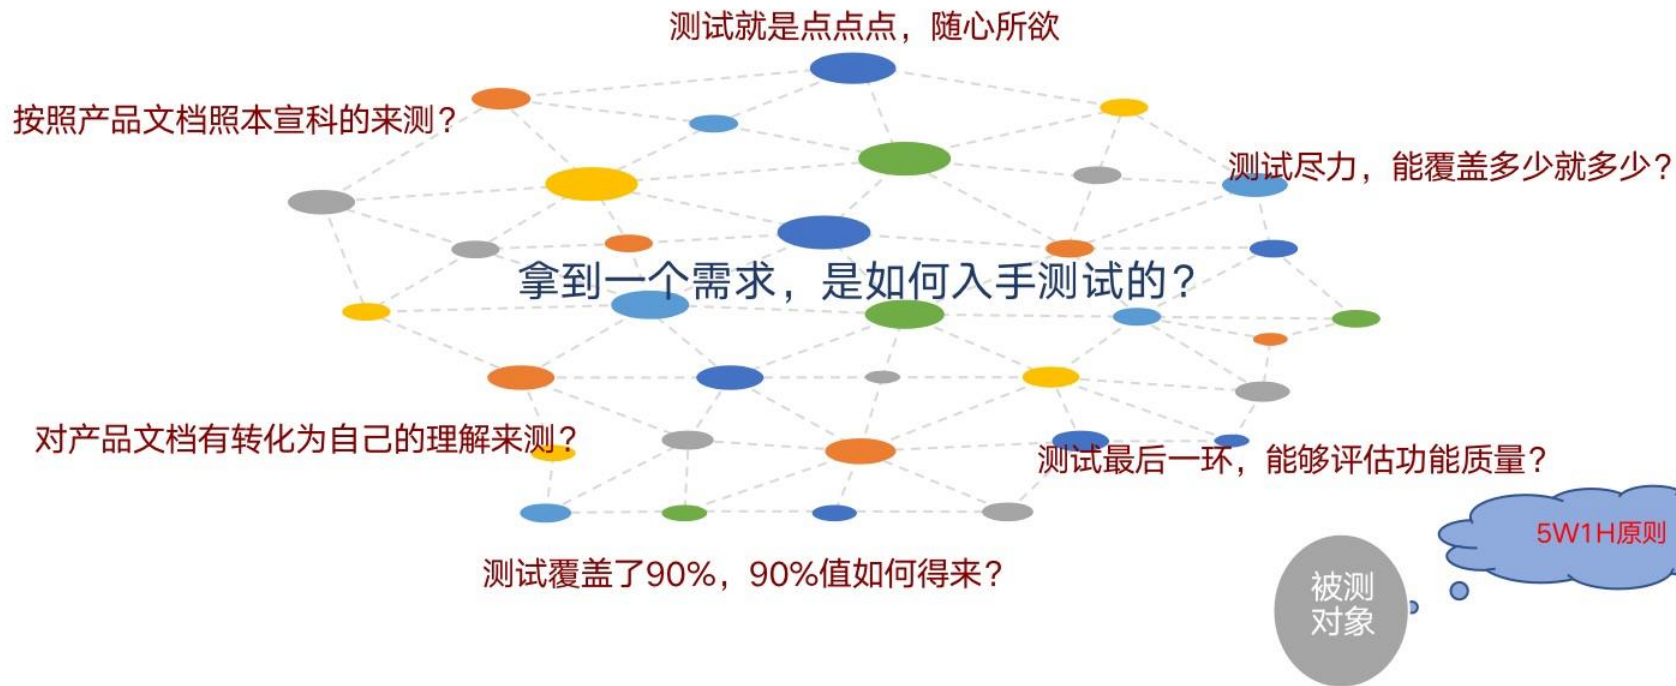 测试就是点点点，随心所欲
按照产品文档照本宣科的来测？
测试尽力，能覆盖多少就多少？
拿到一个需求，是如何入手测试的？
对产品文档有转化为自己的理解来测？
测试最后一环，能够评估功能质量？
5W1H原则
测试覆盖了90%，90%值如何得来？
被测
对象